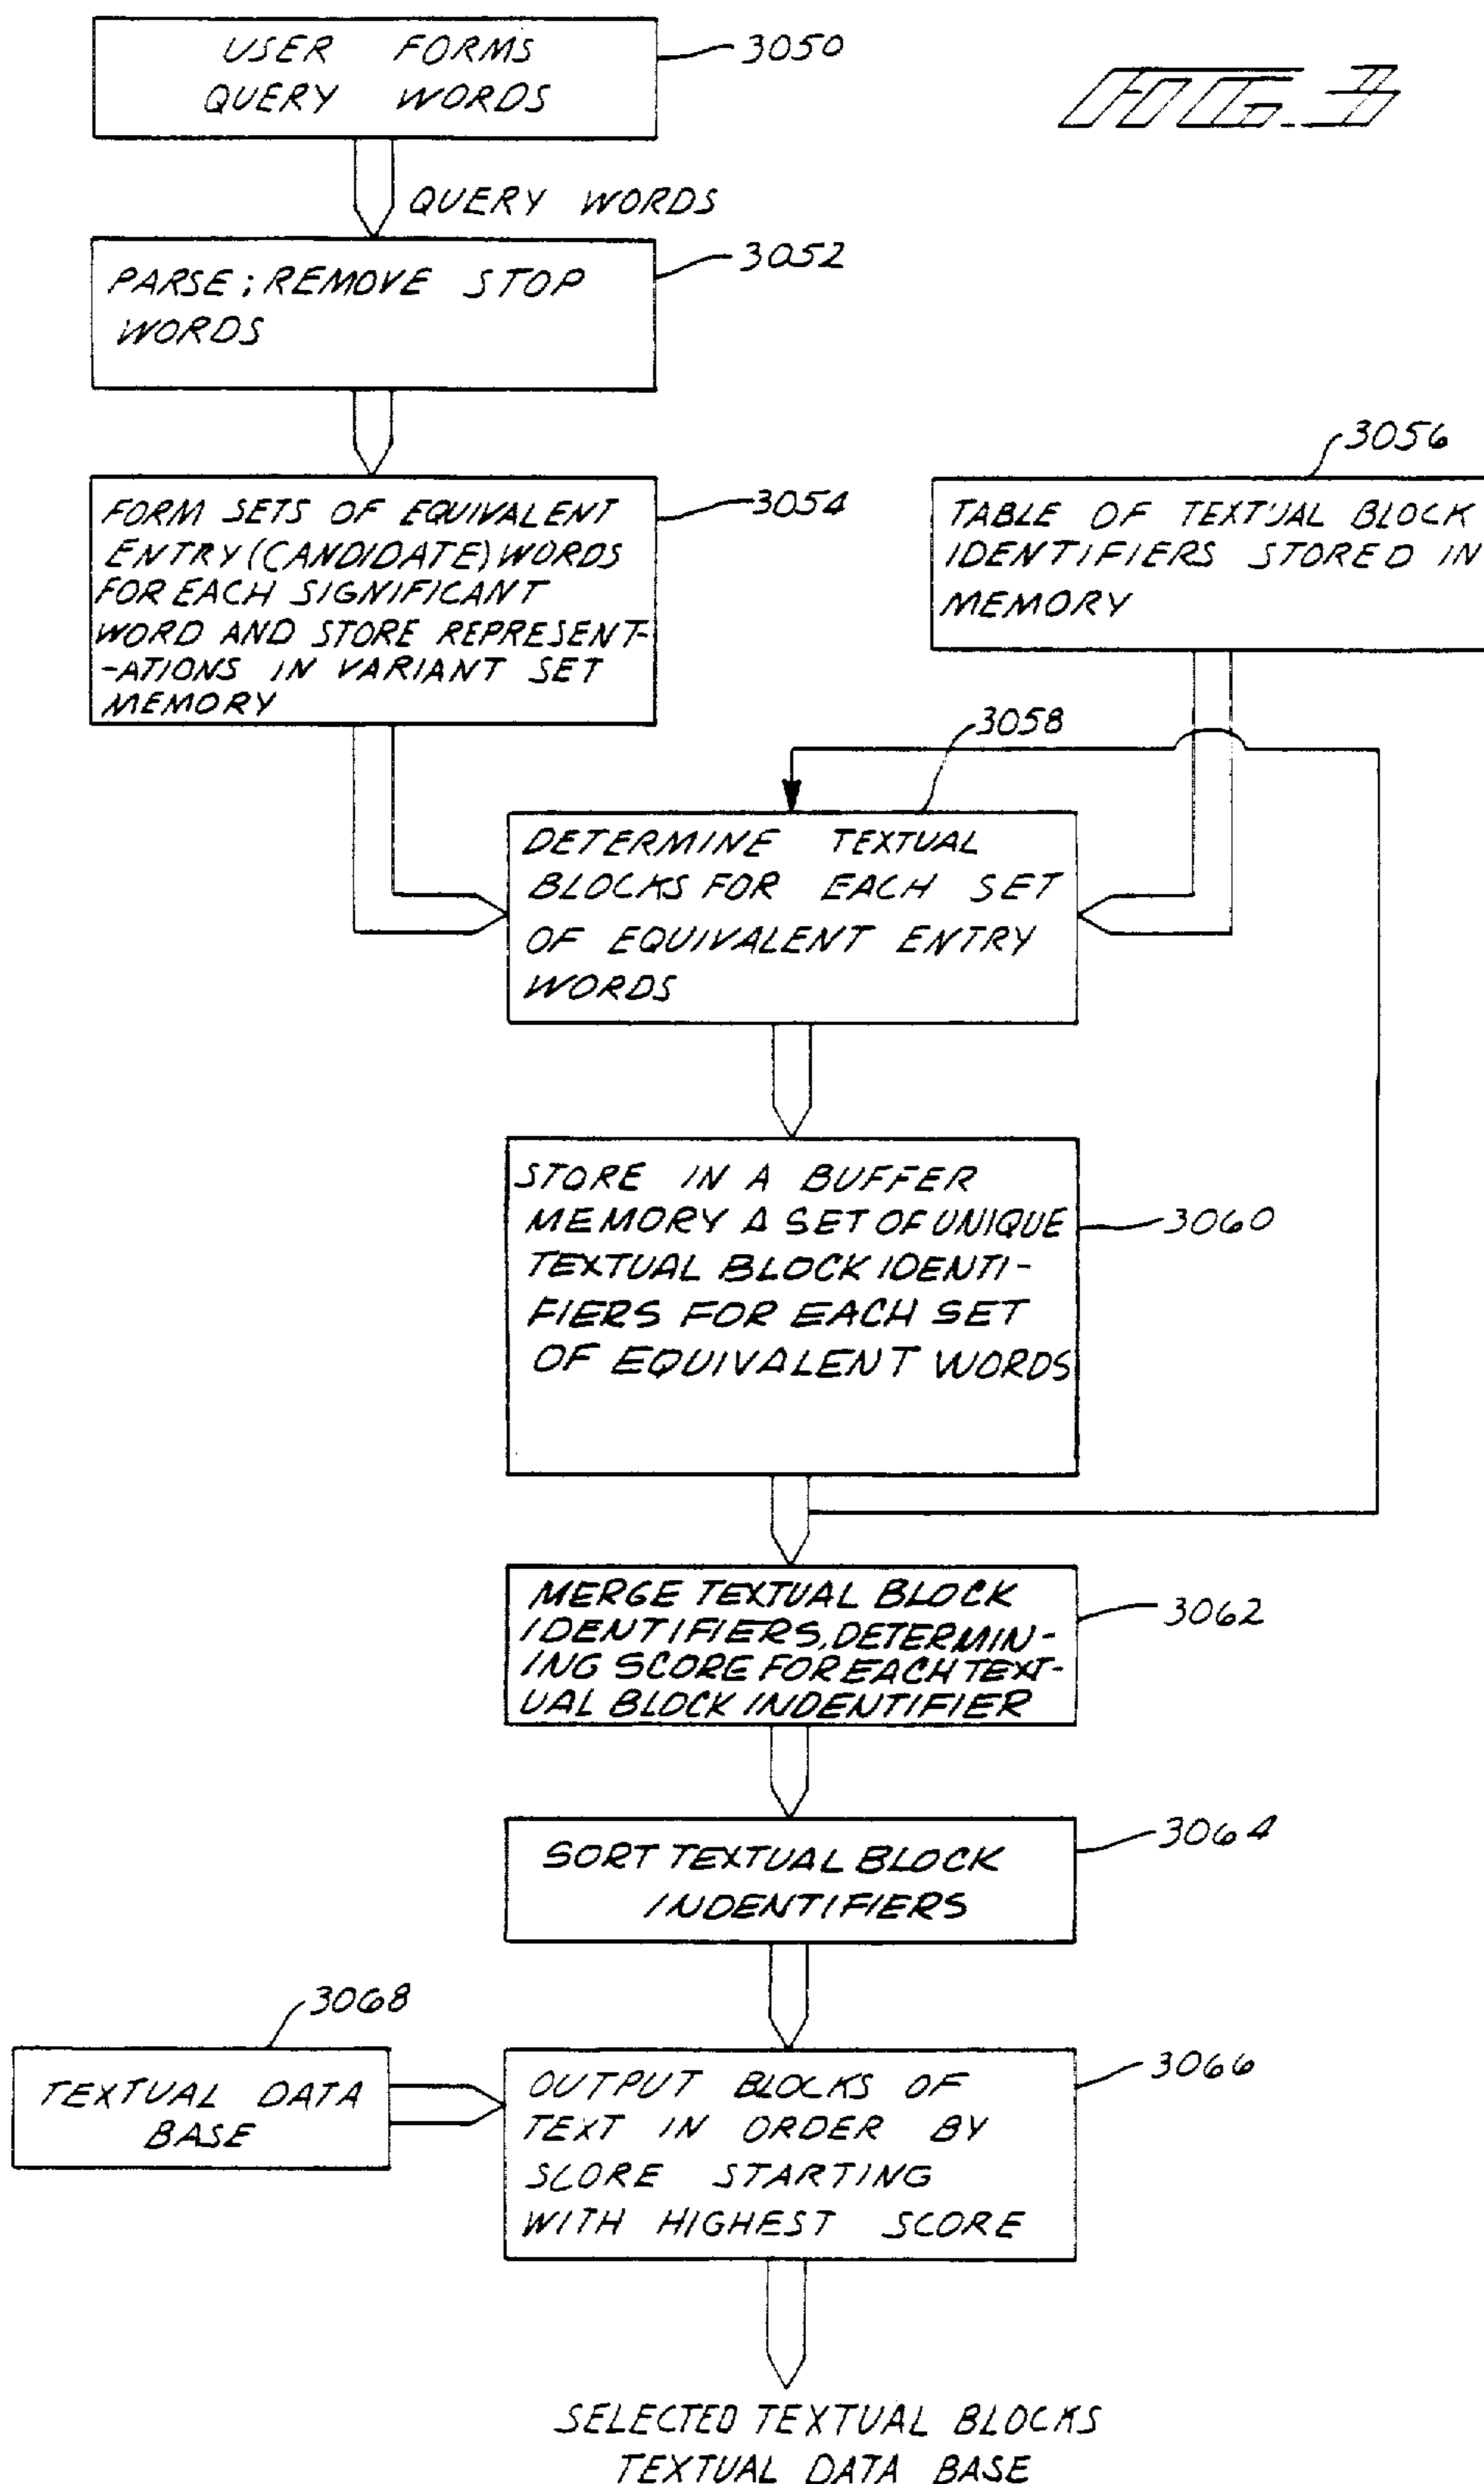 USER FORMS
QUERY WORDS
3050
FIG. 3
QUERY WORDS
PARSE; REMOVE STOP
WORDS
3052
FORM SETS OF EQUIVALENT
ENTRY (CANDIDATE) WORDS
FOR EACH SIGNIFICANT
WORD AND STORE REPRESENT-
-ATIONS IN VARIANT SET
MEMORY
3054
3056
TABLE OF TEXTUAL BLOCK
IDENTIFIERS STORED IN
MEMORY
3058
DETERMINE TEXTUAL
BLOCKS FOR EACH SET
OF EQUIVALENT ENTRY
WORDS
STORE IN A BUFFER
MEMORY A SET OF UNIQUE
TEXTUAL BLOCK IDENTI-
FIERS FOR EACH SET
OF EQUIVALENT WORDS
3060
MERGE TEXTUAL BLOCK
IDENTIFIERS, DETERMIN-
ING SCORE FOR EACH TEXT-
UAL BLOCK INDENTIFIER
3062
SORT TEXTUAL BLOCK
INDENTIFIERS
3064
3068
TEXTUAL DATA
BASE
OUTPUT BLOCKS OF
TEXT IN ORDER BY
SCORE STARTING
WITH HIGHEST SCORE
3066
SELECTED TEXTUAL BLOCKS
TEXTUAL DATA BASE